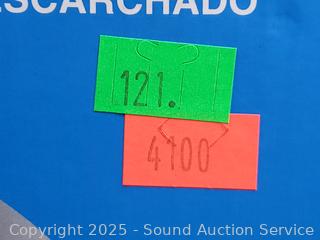 ESCARCHADO
121.
4100
Copyright 2025 - Sound Auction Service